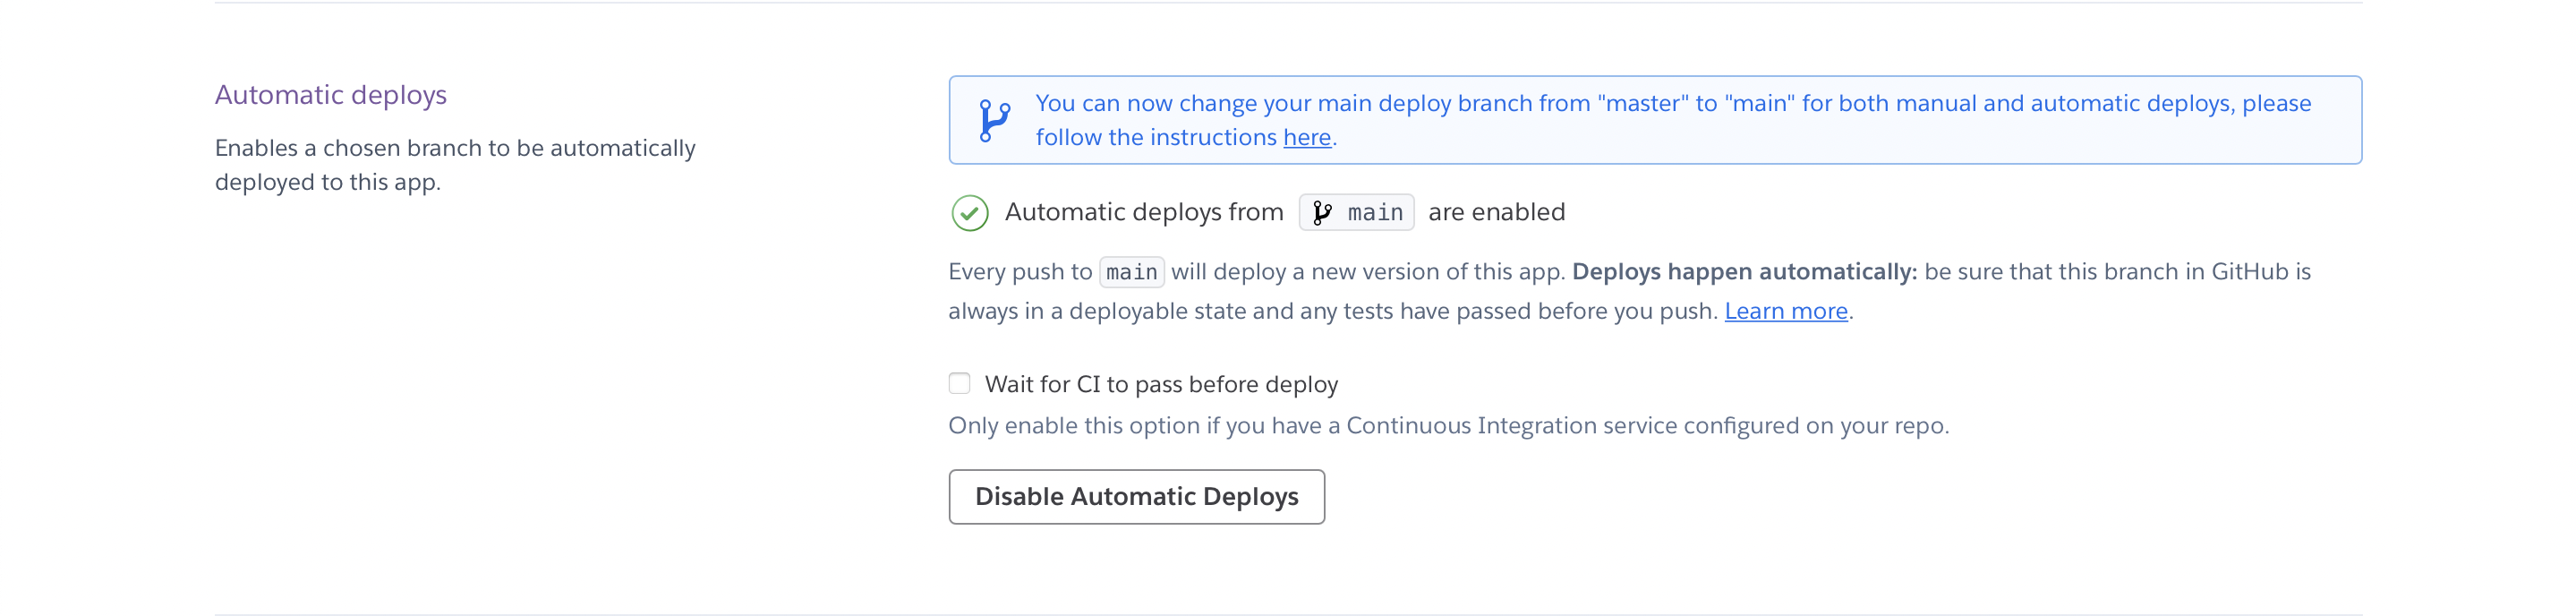 Automatic deploys
Enables a chosen branch to be automatically
deployed to this app.
You can now change your main deploy branch from "master" to "main" for both manual and automatic deploys, please
follow the instructions here.
Automatic deploys from main are enabled
Every push to main will deploy a new version of this app. Deploys happen automatically: be sure that this branch in GitHub is
always in a deployable state and any tests have passed before you push. Learn more.
Wait for CI to pass before deploy
Only enable this option if you have a Continuous Integration service configured on your repo.
Disable Automatic Deploys